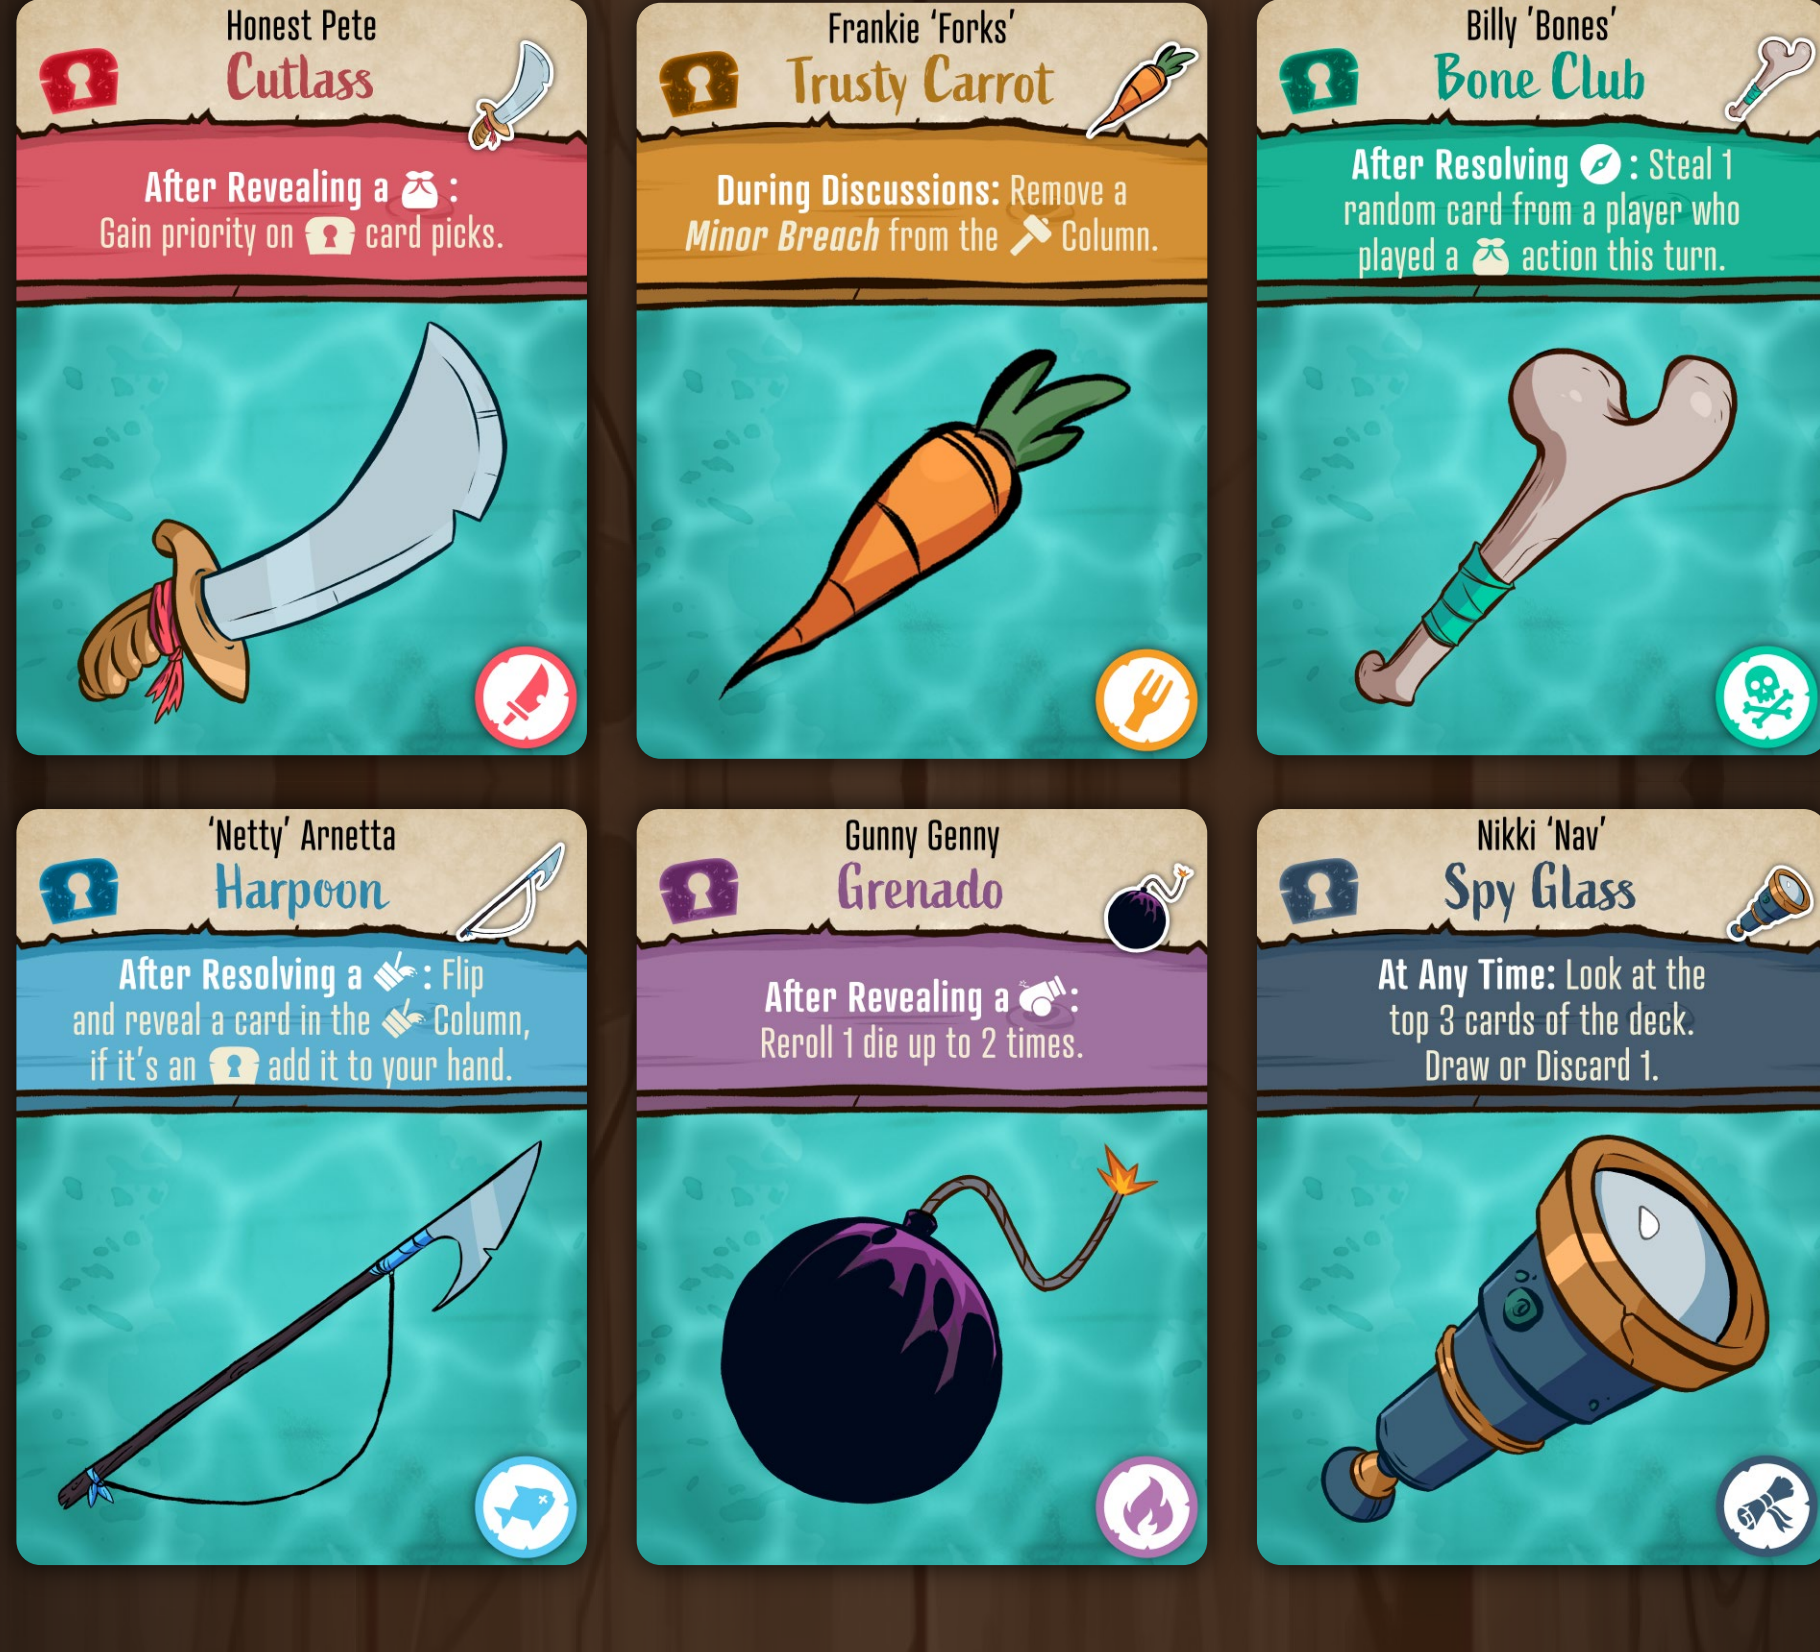 Honest Pete
Cutlass
After Revealing a :
Gain priority on card picks.
Frankie ‘Forks’
Trusty Carrot
During Discussions: Remove a
Minor Breach from the Column.
Billy ’Bones’
Bone Club
After Resolving : Steal 1
random card from a player who
played a action this turn.
‘Netty’ Arnetta
Harpoon
After Resolving a : Flip
and reveal a card in the Column,
if it’s an add it to your hand.
Gunny Genny
Grenado
After Revealing a :
Reroll 1 die up to 2 times.
Nikki ‘Nav’
Spy Glass
At Any Time: Look at the
top 3 cards of the deck.
Draw or Discard 1.